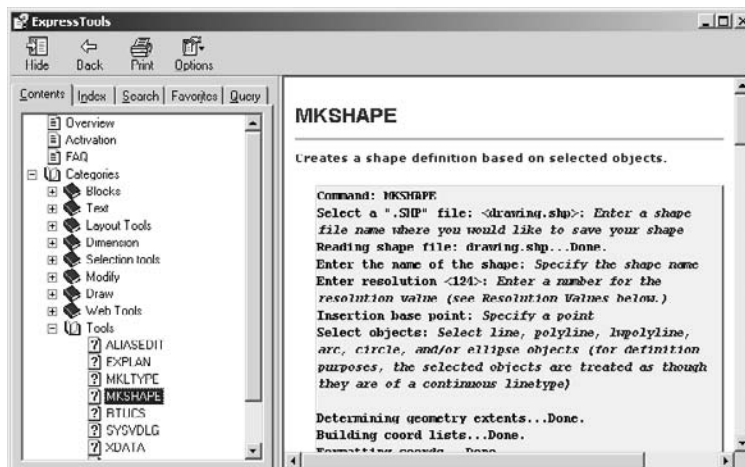 ExpressTools
Hide Back Print Options
Contents Index Search Favorites Query
Overview
Activation
FAQ
Categories
Blocks
Text
Layout Tools
Dimension
Selection tools
Modify
Draw
Web Tools
Tools
ALIASEDIT
EXPLAN
MKLTYPE
MKSHAPE
RTUCS
SYSVDLG
XDATA
MKSHAPE
Creates a shape definition based on selected objects.
Command: MKSHAPE
Select a ".SHP" file: <drawing.shp>: Enter a shape
file name where you would like to save your shape
Reading shape file: drawing.shp...Done.
Enter the name of the shape: Specify the shape name
Enter resolution <124>: Enter a number for the
resolution value (see Resolution Values below.)
Insertion base point: Specify a point
Select objects: Select line, polyline, lwpolyline,
arc, circle, and/or ellipse objects (for definition
purposes, the selected objects are treated as though
they are of a continuous linetype)
Determining geometry extents...Done.
Building coord lists...Done.
Formatting coords...Done.